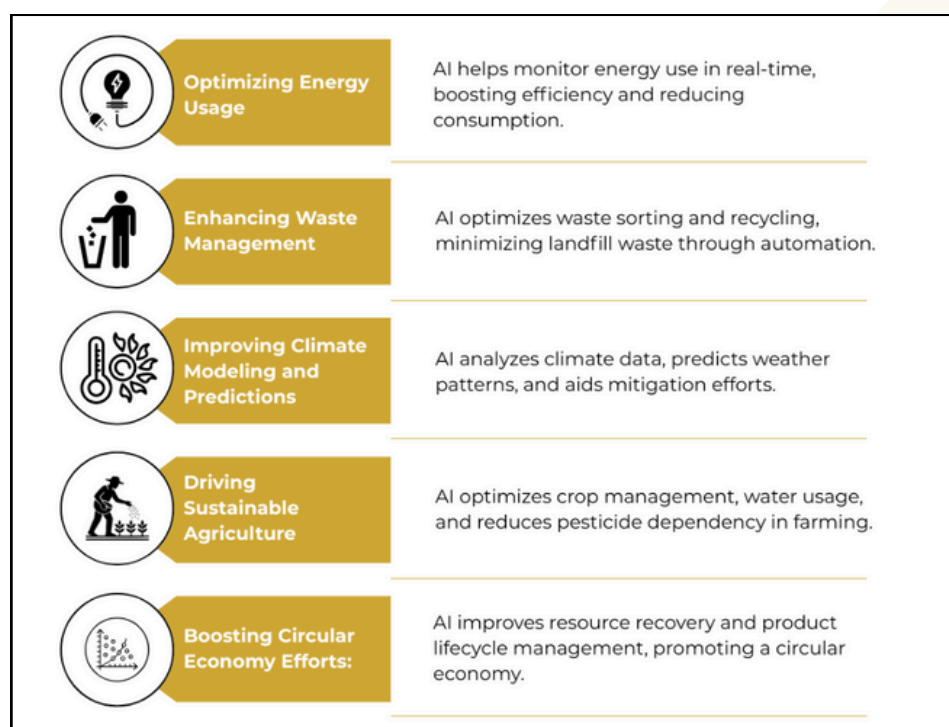 Optimizing Energy
Usage
AI helps monitor energy use in real-time,
boosting efficiency and reducing
consumption.
Enhancing Waste
Management
AI optimizes waste sorting and recycling,
minimizing landfill waste through automation.
Improving Climate
Modeling and
Predictions
AI analyzes climate data, predicts weather
patterns, and aids mitigation efforts.
Driving
Sustainable
Agriculture
AI optimizes crop management, water usage,
and reduces pesticide dependency in farming.
Boosting Circular
Economy Efforts:
AI improves resource recovery and product
lifecycle management, promoting a circular
economy.